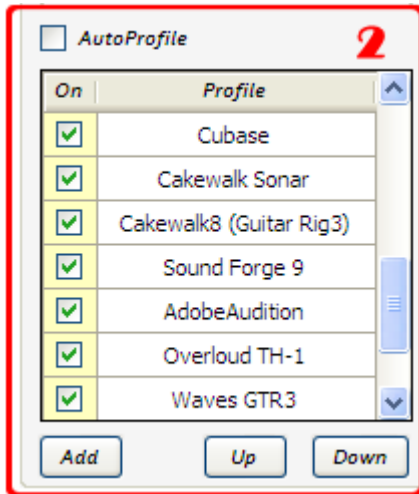 AutoProfile 2
On Profile
Cubase
Cakewalk Sonar
Cakewalk8 (Guitar Rig3)
Sound Forge 9
AdobeAudition
Overloud TH-1
Waves GTR3
Add Up Down